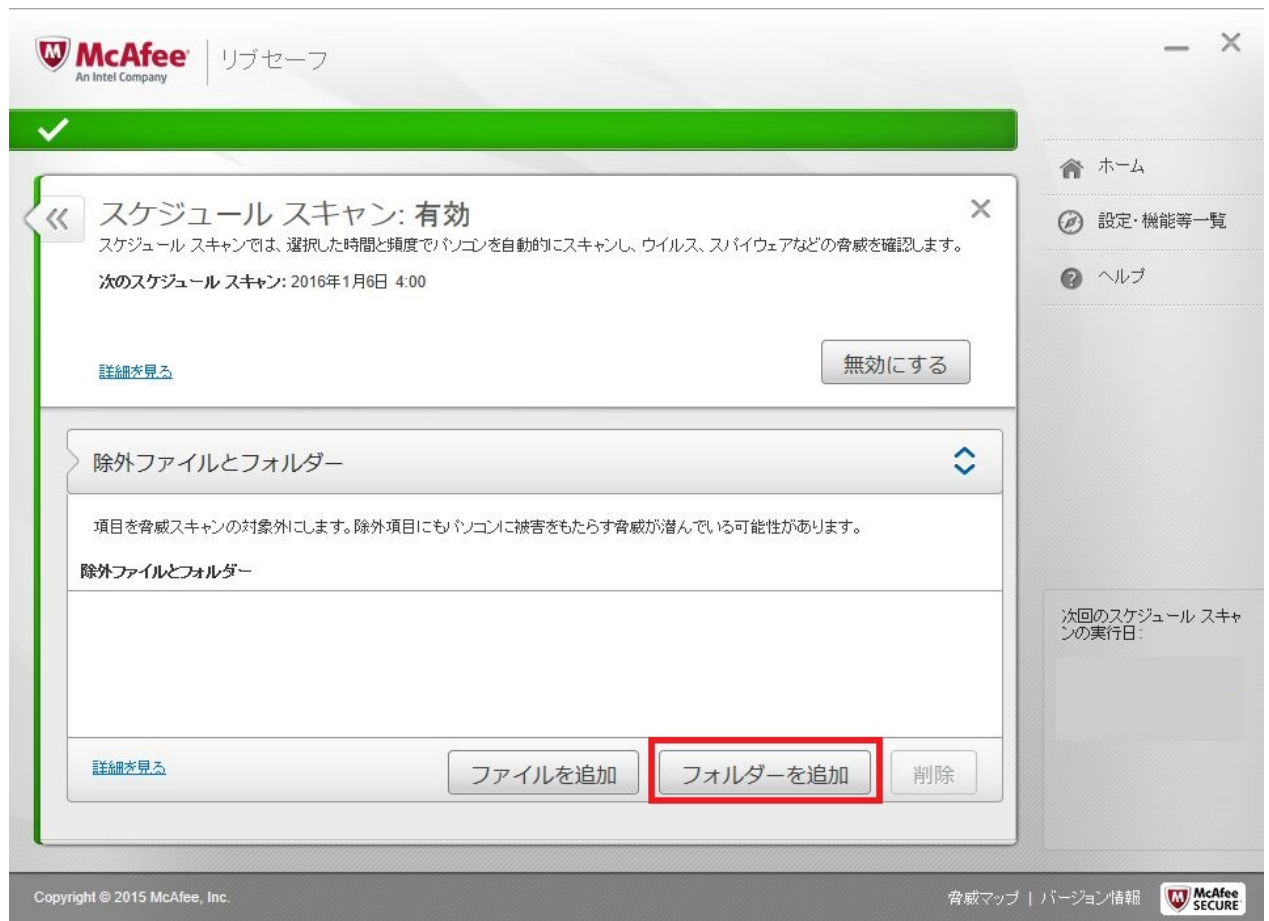 McAfee リブセーフ
An Intel Company
ホーム
設定・機能等一覧
ヘルプ
スケジュール スキャン: 有効
スケジュール スキャンでは、選択した時間と頻度でパソコンを自動的にスキャンし、ウイルス、スパイウェアなどの脅威を確認します。
次のスケジュール スキャン: 2016年1月6日 4:00
詳細を見る
無効にする
除外ファイルとフォルダー
項目を脅威スキャンの対象外にします。除外項目にもパソコンに被害をもたらす脅威が潜んでいる可能性があります。
除外ファイルとフォルダー
詳細を見る
ファイルを追加
フォルダーを追加
削除
次回のスケジュール スキャ
ンの実行日:
Copyright © 2015 McAfee, Inc.
脅威マップ | バージョン情報
McAfee
SECURE